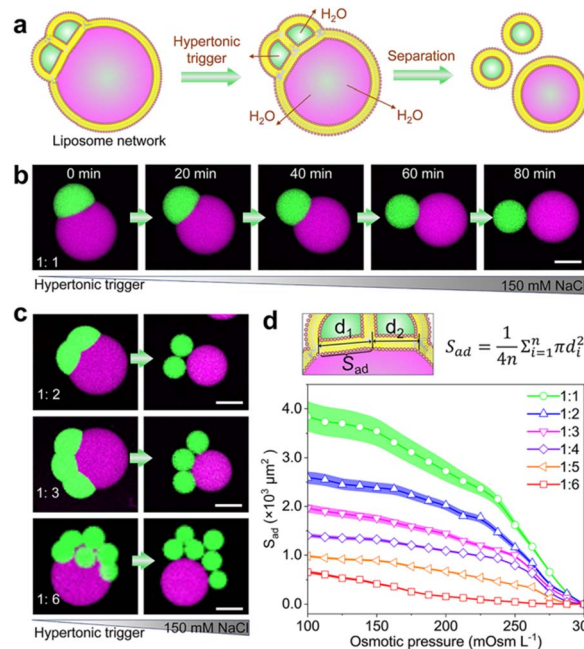 a
H₂O
Hypertonic
trigger
H₂O
H₂O
Separation
Liposome network
b
0 min
20 min
40 min
60 min
80 min
1: 1
Hypertonic trigger
150 mM NaCl
c
1: 2
1: 3
1: 6
Hypertonic trigger
150 mM NaCl
d
d₁
d₂
S_ad
S_ad = 1/4n Σⁿᵢ₌₁ πdᵢ²
1:1
1:2
1:3
1:4
1:5
1:6
4.0
3.0
2.0
1.0
0.0
S_ad (×10³ μm²)
100
150
200
250
300
Osmotic pressure (mOsm L⁻¹)